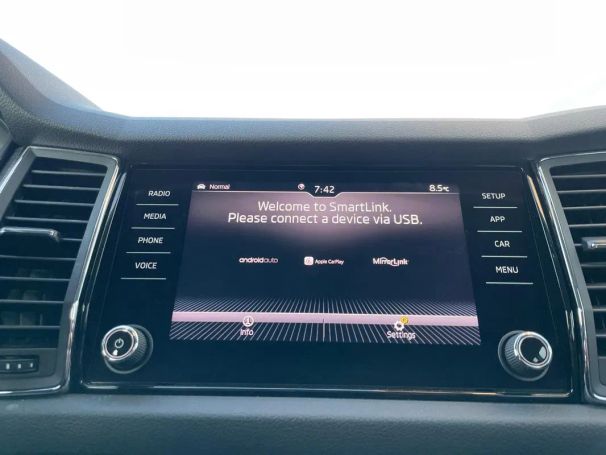 RADIO
MEDIA
PHONE
VOICE
Normal 7:42 8.5°C
Welcome to SmartLink.
Please connect a device via USB.
androidauto Apple CarPlay MirrorLink
Info Settings
SETUP
APP
CAR
MENU